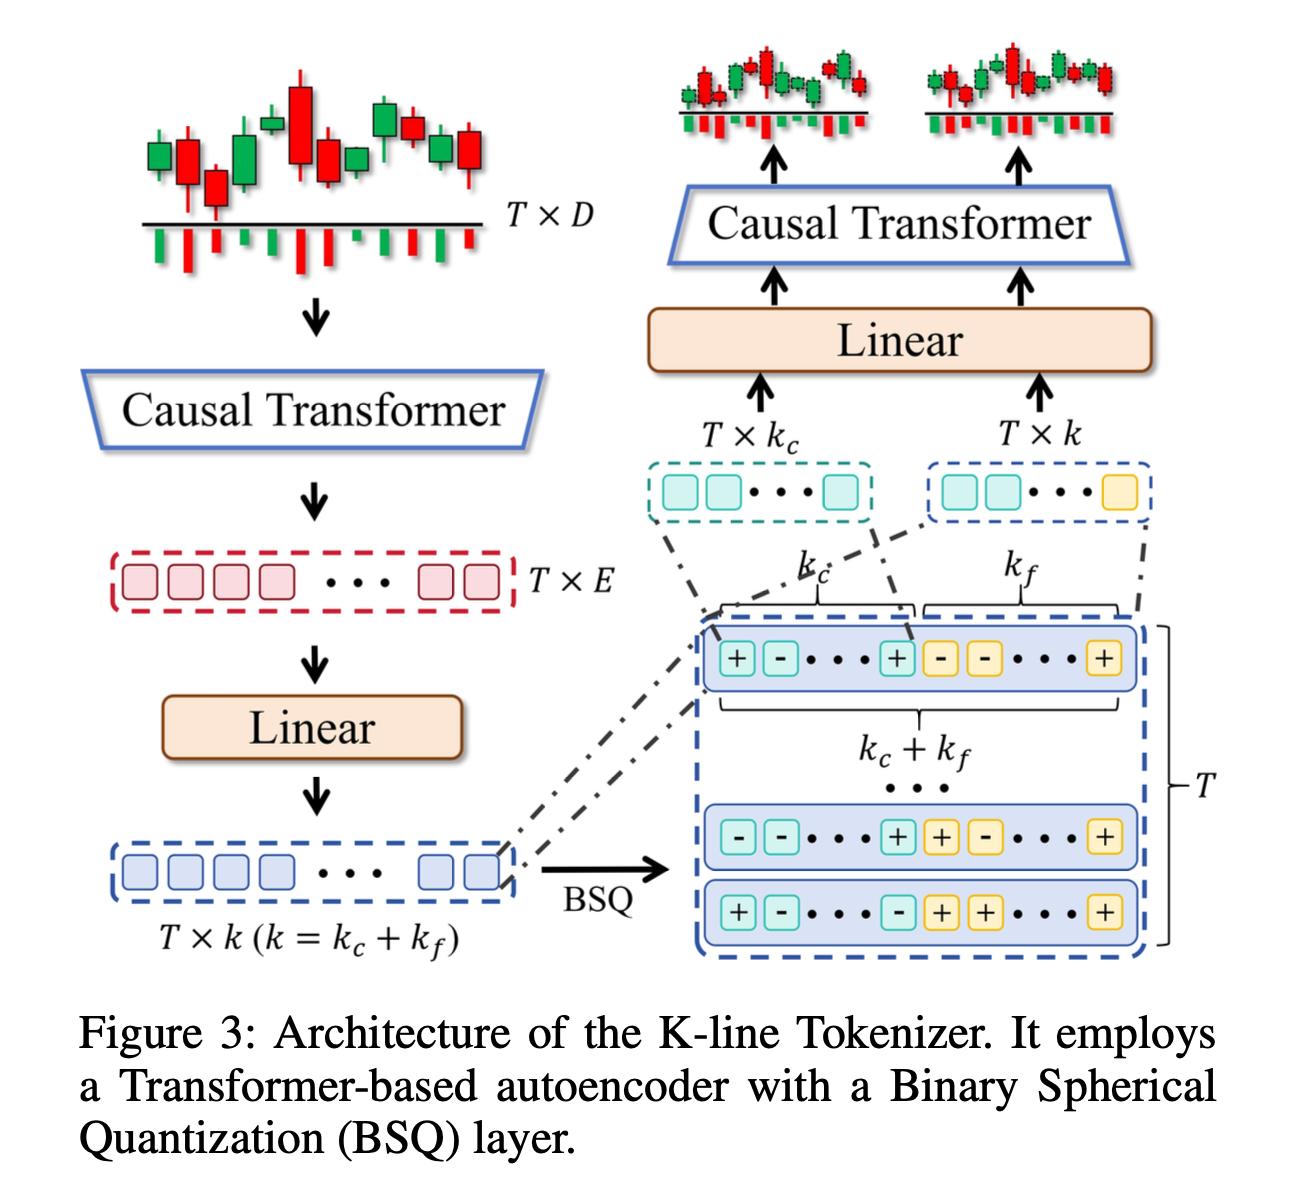 T × D
Causal Transformer
T × E
Linear
T × k (k = k_c + k_f)
BSQ
Causal Transformer
Linear
T × k_c
T × k
k_c
k_f
+ - • • • + - - • • • +
k_c + k_f
• • •
T
- - • • • + + - • • • +
+ - • • • - + + • • • +
Figure 3: Architecture of the K-line Tokenizer. It employs
a Transformer-based autoencoder with a Binary Spherical
Quantization (BSQ) layer.